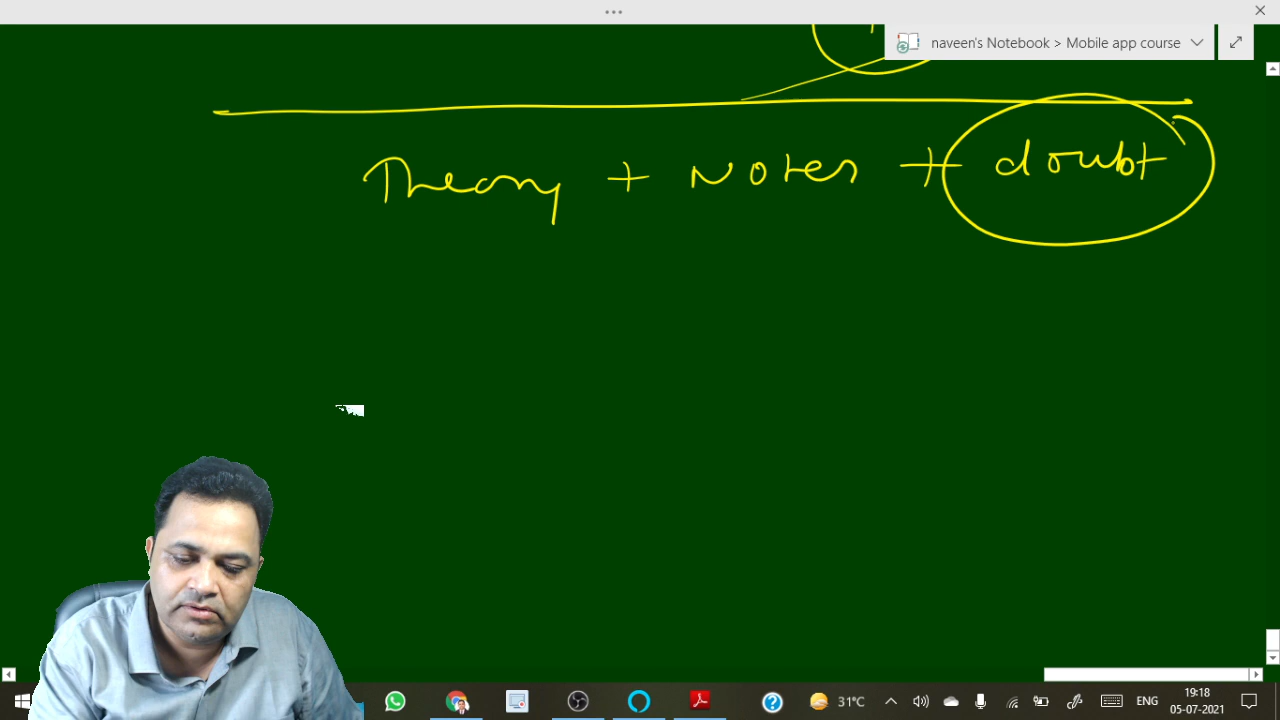 naveen's Notebook > Mobile app course
Theory + Notes + doubt
31°C
ENG
19:18
05-07-2021